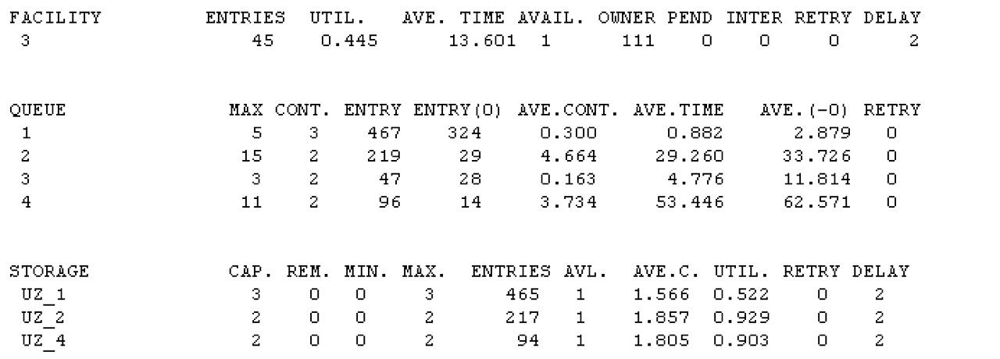 FACILITY ENTRIES UTIL. AVE. TIME AVAIL. OWNER PEND INTER RETRY DELAY
3 45 0.445 13.601 1 111 0 0 0 2
QUEUE MAX CONT. ENTRY ENTRY(0) AVE.CONT. AVE.TIME AVE.(-0) RETRY
1 5 3 467 324 0.300 0.882 2.879 0
2 15 2 219 29 4.664 29.260 33.726 0
3 3 2 47 28 0.163 4.776 11.814 0
4 11 2 96 14 3.734 53.446 62.571 0
STORAGE CAP. REM. MIN. MAX. ENTRIES AVL. AVE.C. UTIL. RETRY DELAY
UZ_1 3 0 0 3 465 1 1.566 0.522 0 2
UZ_2 2 0 0 2 217 1 1.857 0.929 0 2
UZ_4 2 0 0 2 94 1 1.805 0.903 0 2